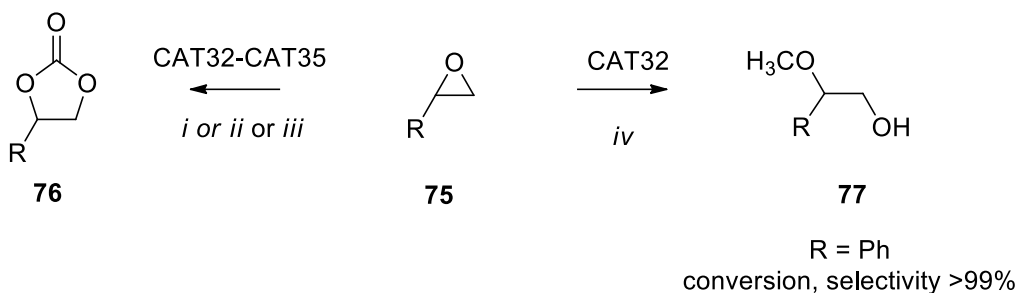 O
O O
R
76
CAT32-CAT35
i or ii or iii
O
R
75
CAT32
iv
H3CO
R OH
77
R = Ph
conversion, selectivity >99%